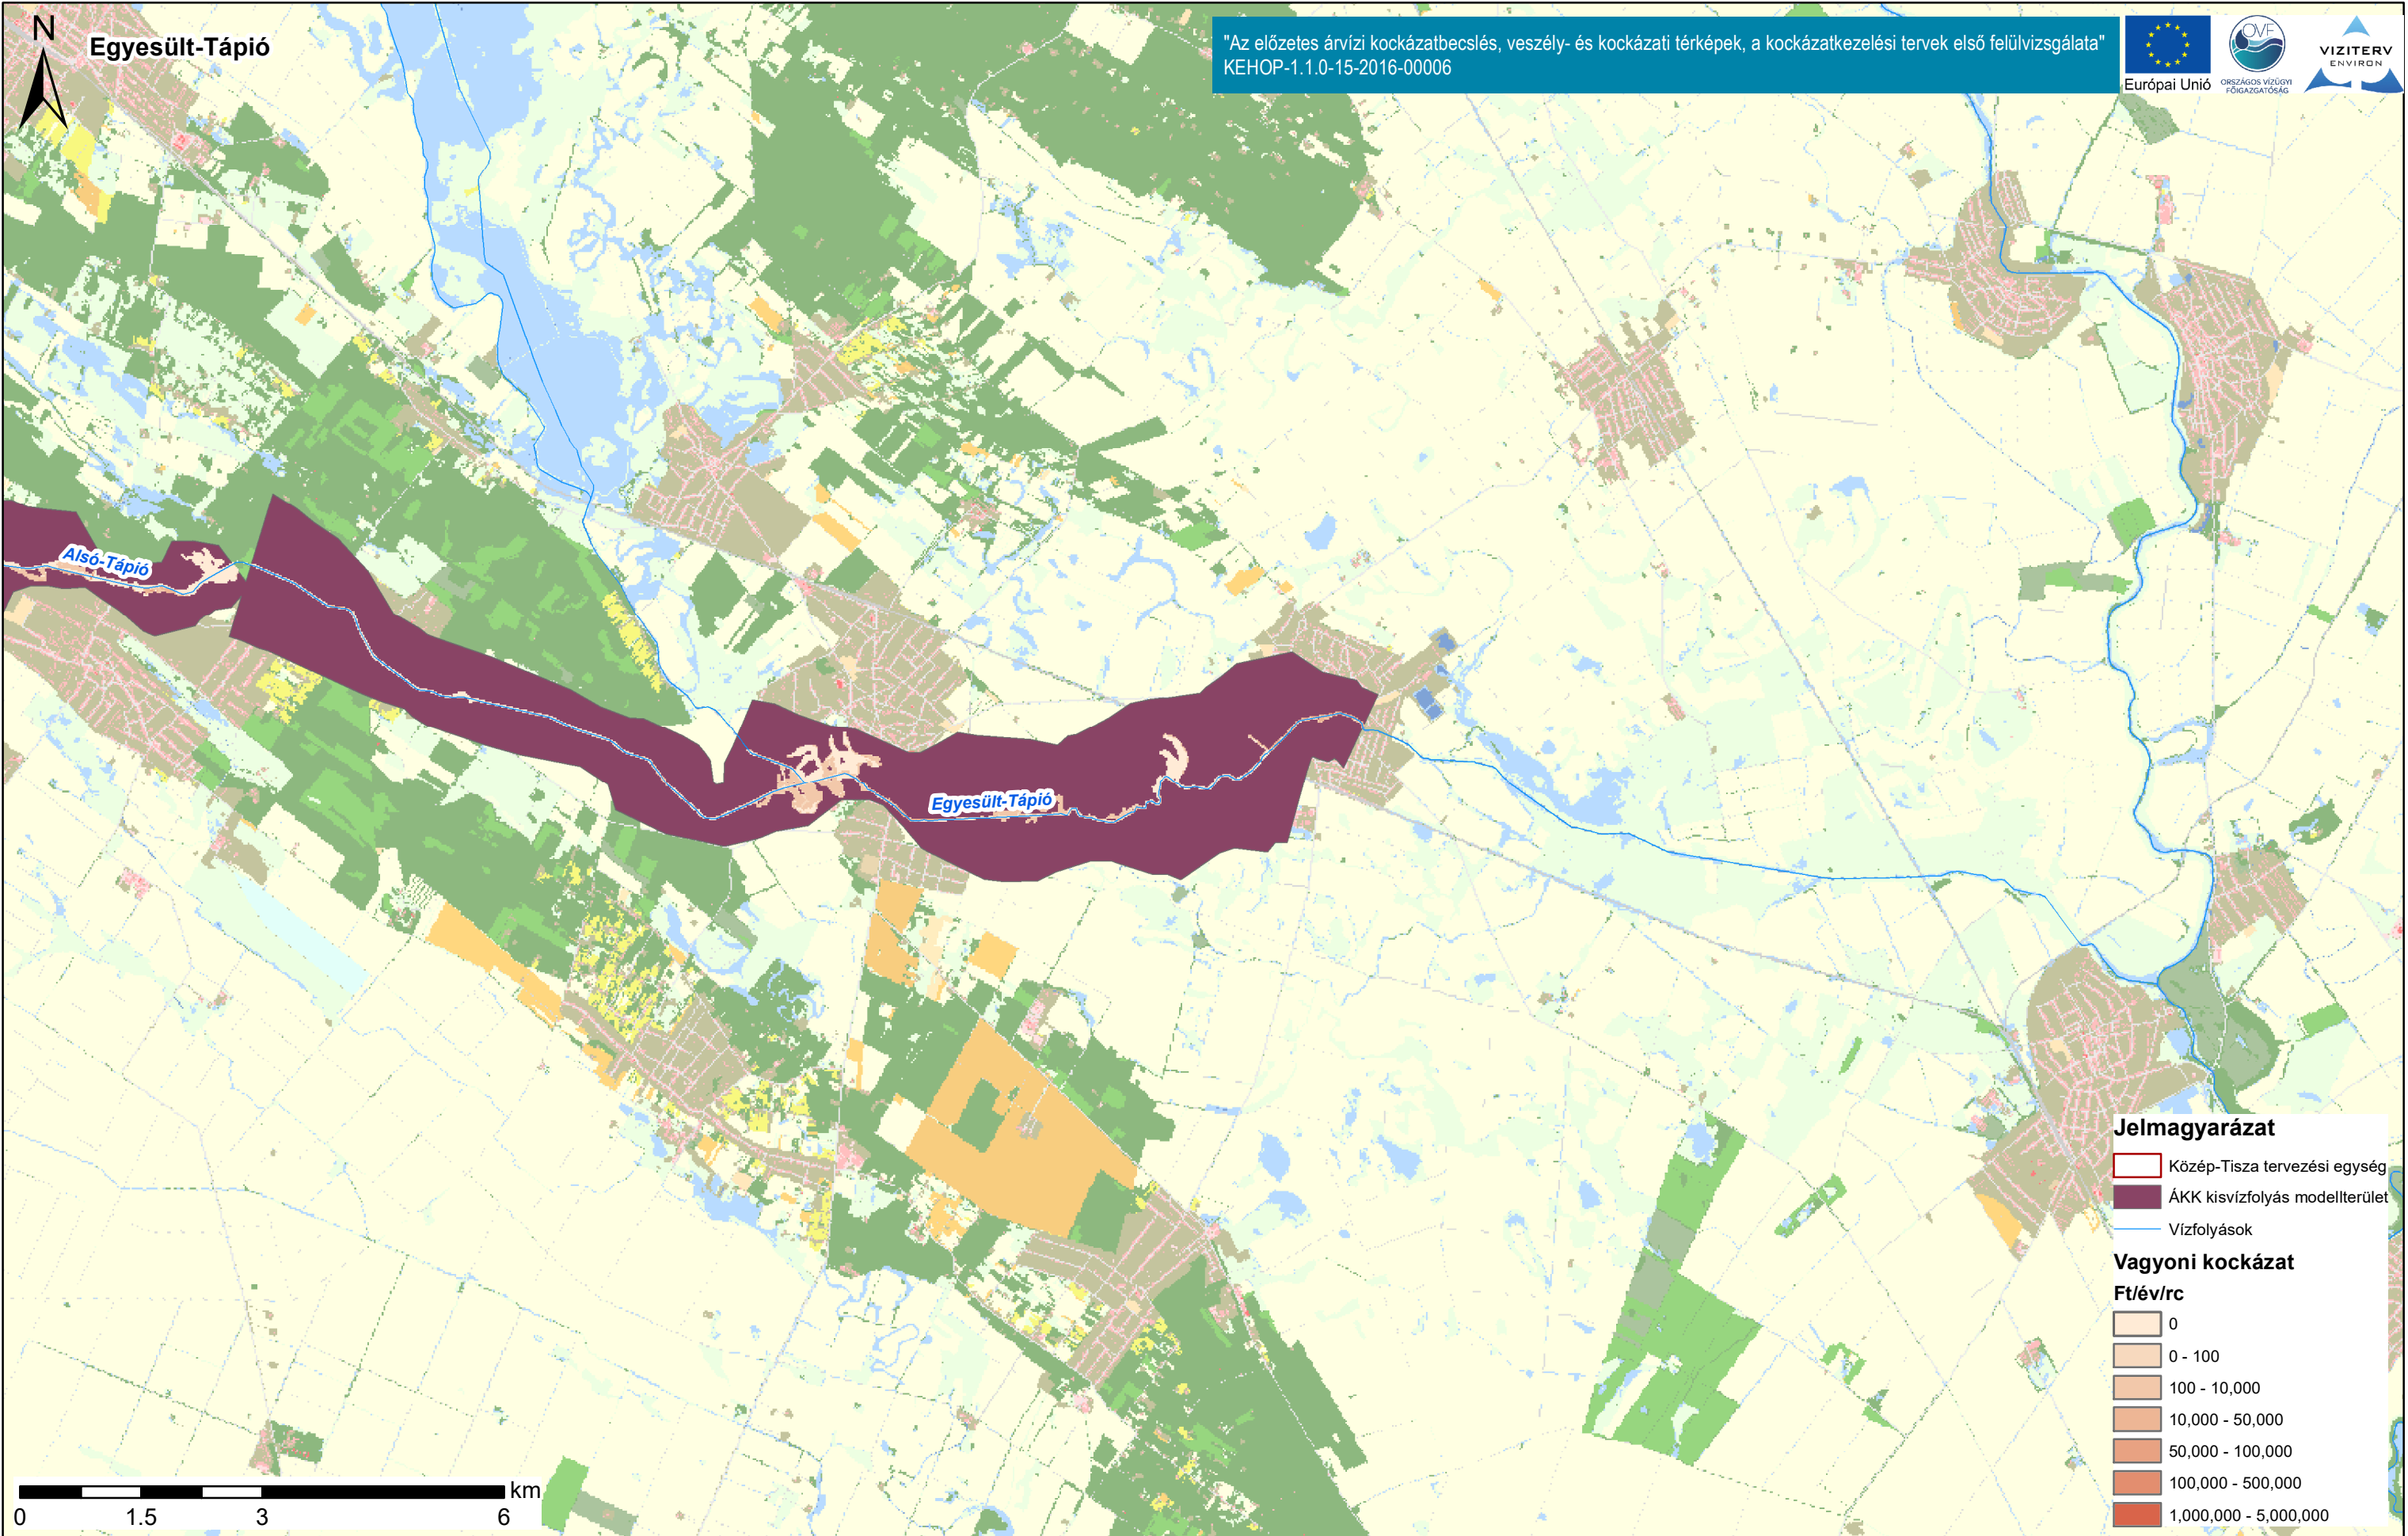 N
Egyesült-Tápió
"Az előzetes árvízi kockázatbecslés, veszély- és kockázati térképek, a kockázatkezelési tervek első felülvizsgálata"
KEHOP-1.1.0-15-2016-00006
Európai Unió
OVF
ORSZÁGOS VÍZÜGYI
FŐIGAZGATÓSÁG
VIZITERV
ENVIRON
Alsó-Tápió
Egyesült-Tápió
Jelmagyarázat
Közép-Tisza tervezési egység
ÁKK kisvízfolyás modellterület
Vízfolyások
Vagyoni kockázat
Ft/év/rc
0
0 - 100
100 - 10,000
10,000 - 50,000
50,000 - 100,000
100,000 - 500,000
1,000,000 - 5,000,000
km
0 1.5 3 6